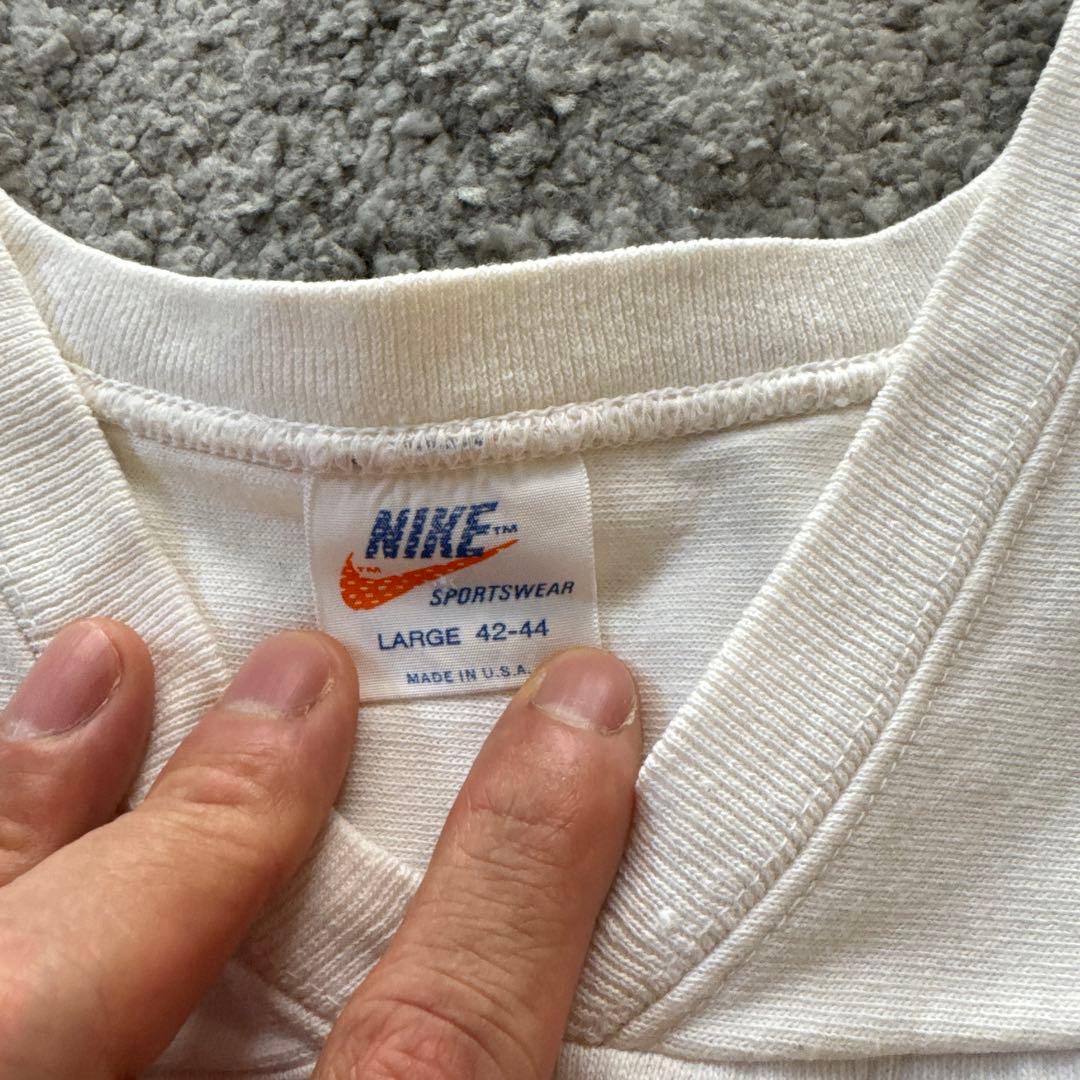 NIKE™
™
SPORTSWEAR
LARGE 42-44
MADE IN U.S.A.